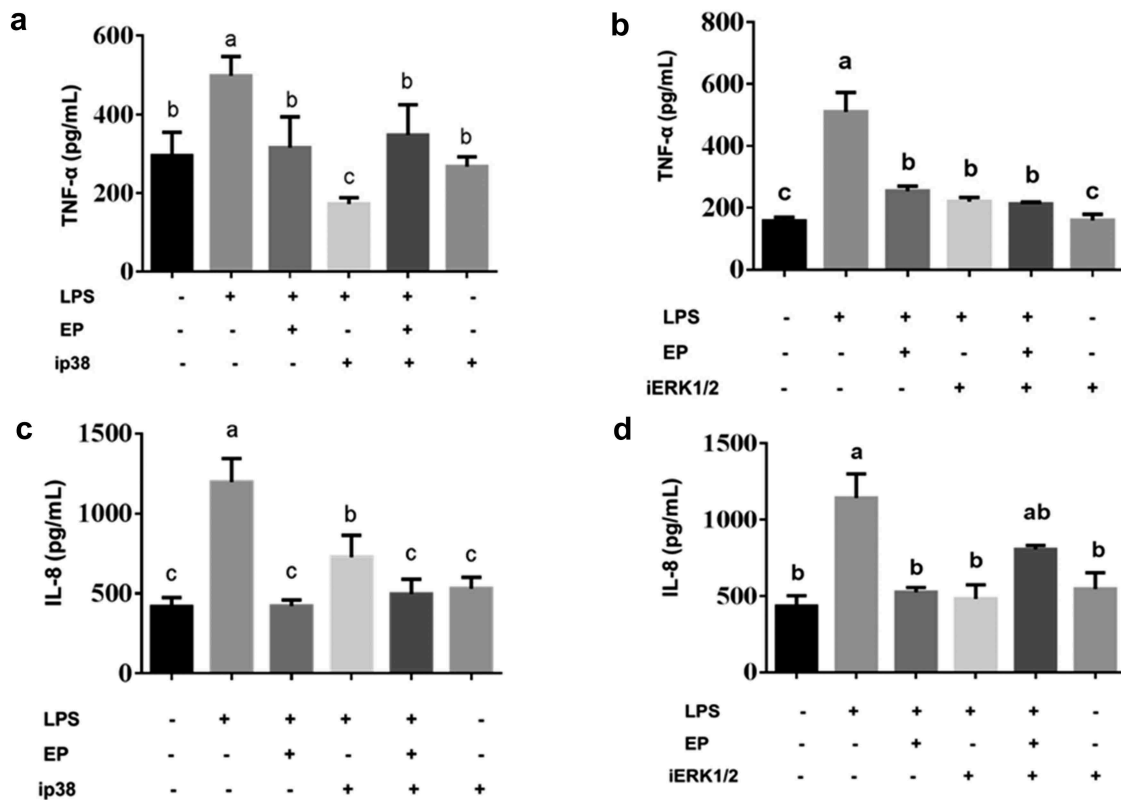 a
600
400
200
0
TNF-α (pg/mL)
b a b c b b
LPS - + + + + -
EP - - + - + -
ip38 - - - + + +
b
800
600
400
200
0
TNF-α (pg/mL)
c a b b b c
LPS - + + + + -
EP - - + - + -
iERK1/2 - - - + + +
c
1500
1000
500
0
IL-8 (pg/mL)
c a c b c c
LPS - + + + + -
EP - - + - + -
ip38 - - - + + +
d
1500
1000
500
0
IL-8 (pg/mL)
b a b b ab b
LPS - + + + + -
EP - - + - + -
iERK1/2 - - - + + +